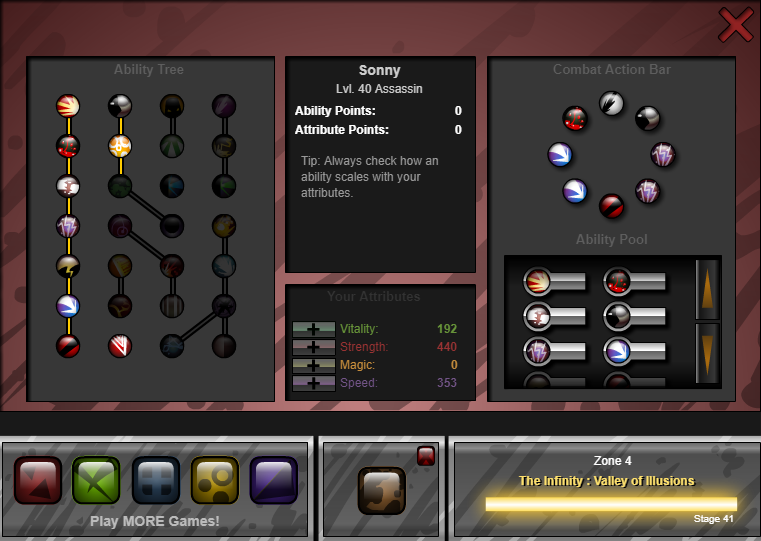 Ability Tree
Sonny
Lvl. 40 Assassin
Ability Points: 0
Attribute Points: 0
Tip: Always check how an
ability scales with your
attributes.
Your Attributes
Vitality: 192
Strength: 440
Magic: 0
Speed: 353
Combat Action Bar
Ability Pool
Play MORE Games!
Zone 4
The Infinity : Valley of Illusions
Stage 41